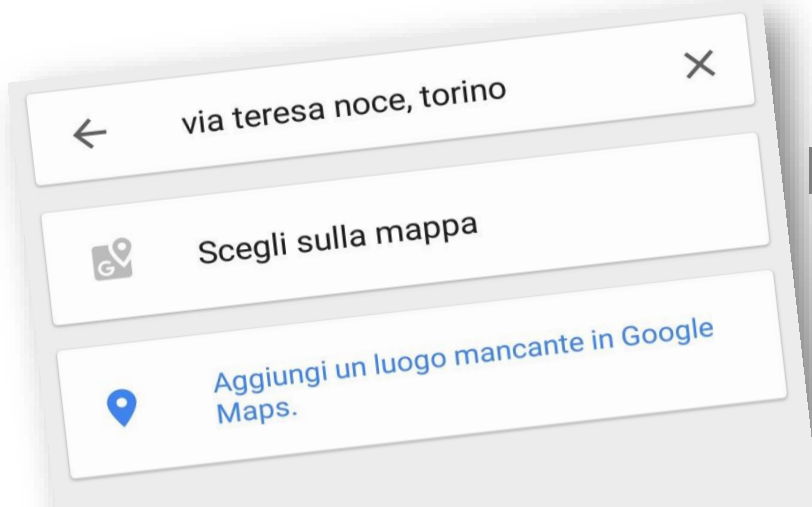 via teresa noce, torino
Scegli sulla mappa
G
Aggiungi un luogo mancante in Google
Maps.